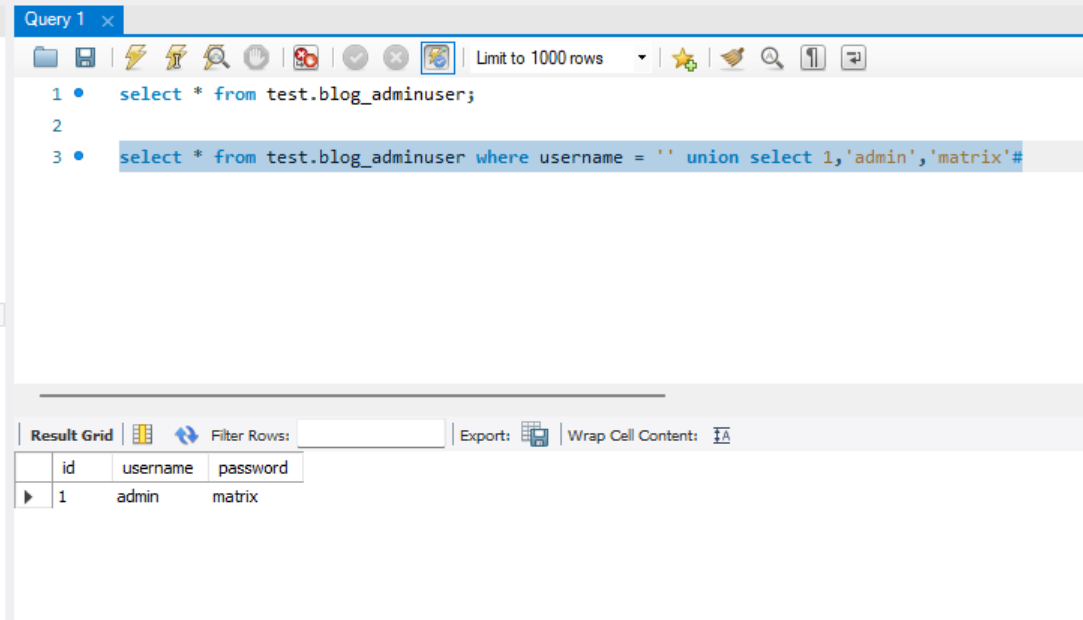 Query 1
Limit to 1000 rows
1 select * from test.blog_adminuser;
2
3 select * from test.blog_adminuser where username = '' union select 1,'admin','matrix'#
Result Grid Filter Rows: Export: Wrap Cell Content: IA
id username password
1 admin matrix